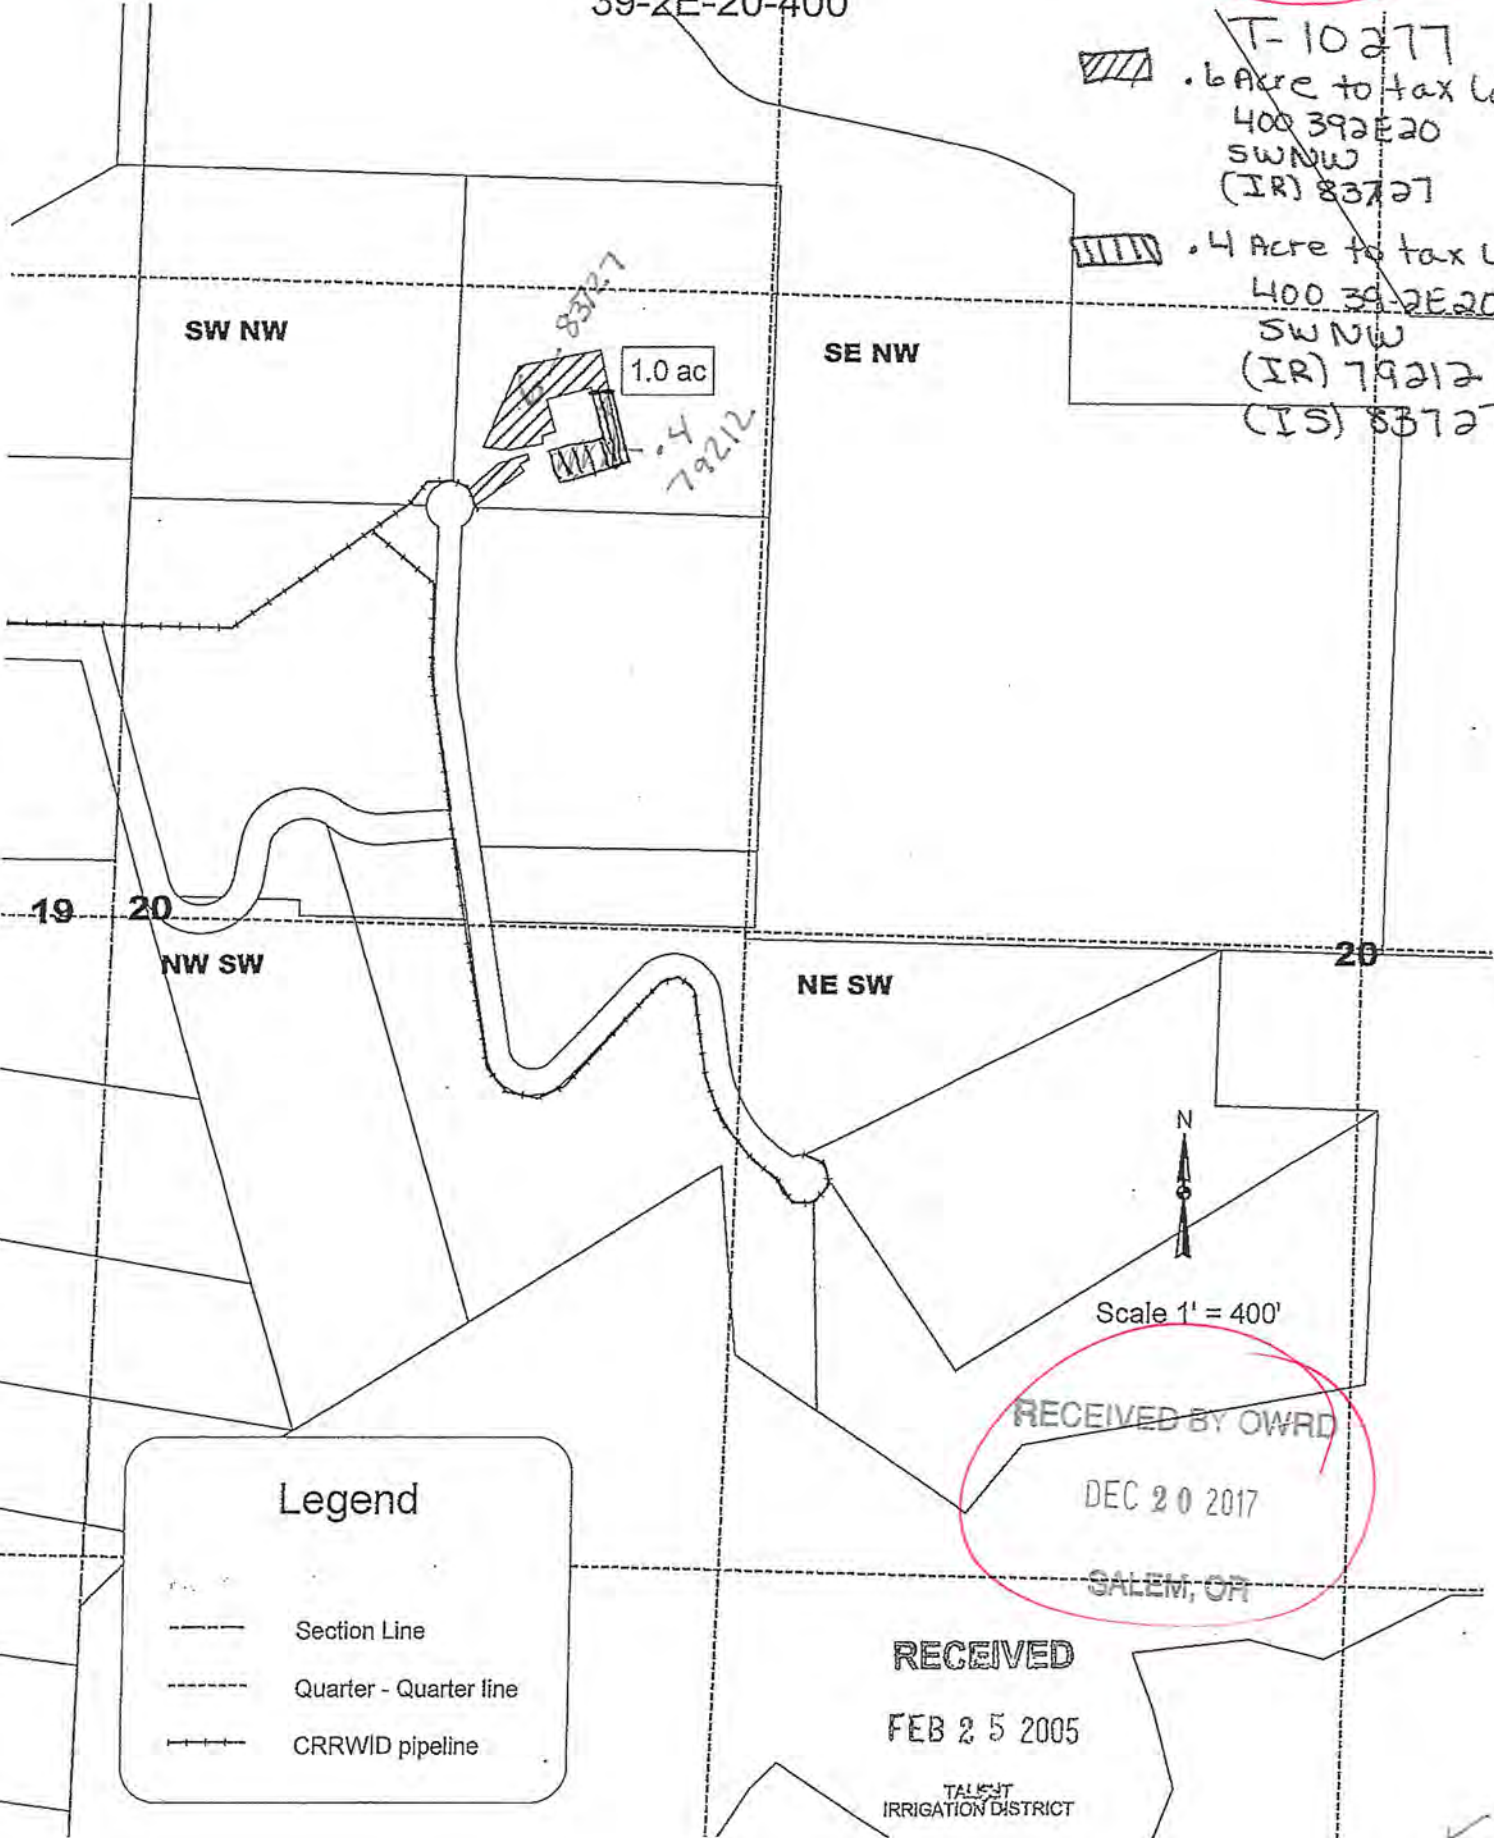 39-2E-20-400
T-10277
.6 Acre to tax
400 392E20
SWNW
(IR) 83727
.4 Acre to tax
400 39-2E20
SWNW
(IR) 79212
(IS) 8372
SW NW
83727
1.0 ac
SE NW
.4
79212
19
20
20
NW SW
NE SW
N
Scale 1' = 400'
RECEIVED BY OWRD
DEC 20 2017
SALEM, OR
Legend
Section Line
Quarter - Quarter line
CRRWID pipeline
RECEIVED
FEB 25 2005
TALENT
IRRIGATION DISTRICT